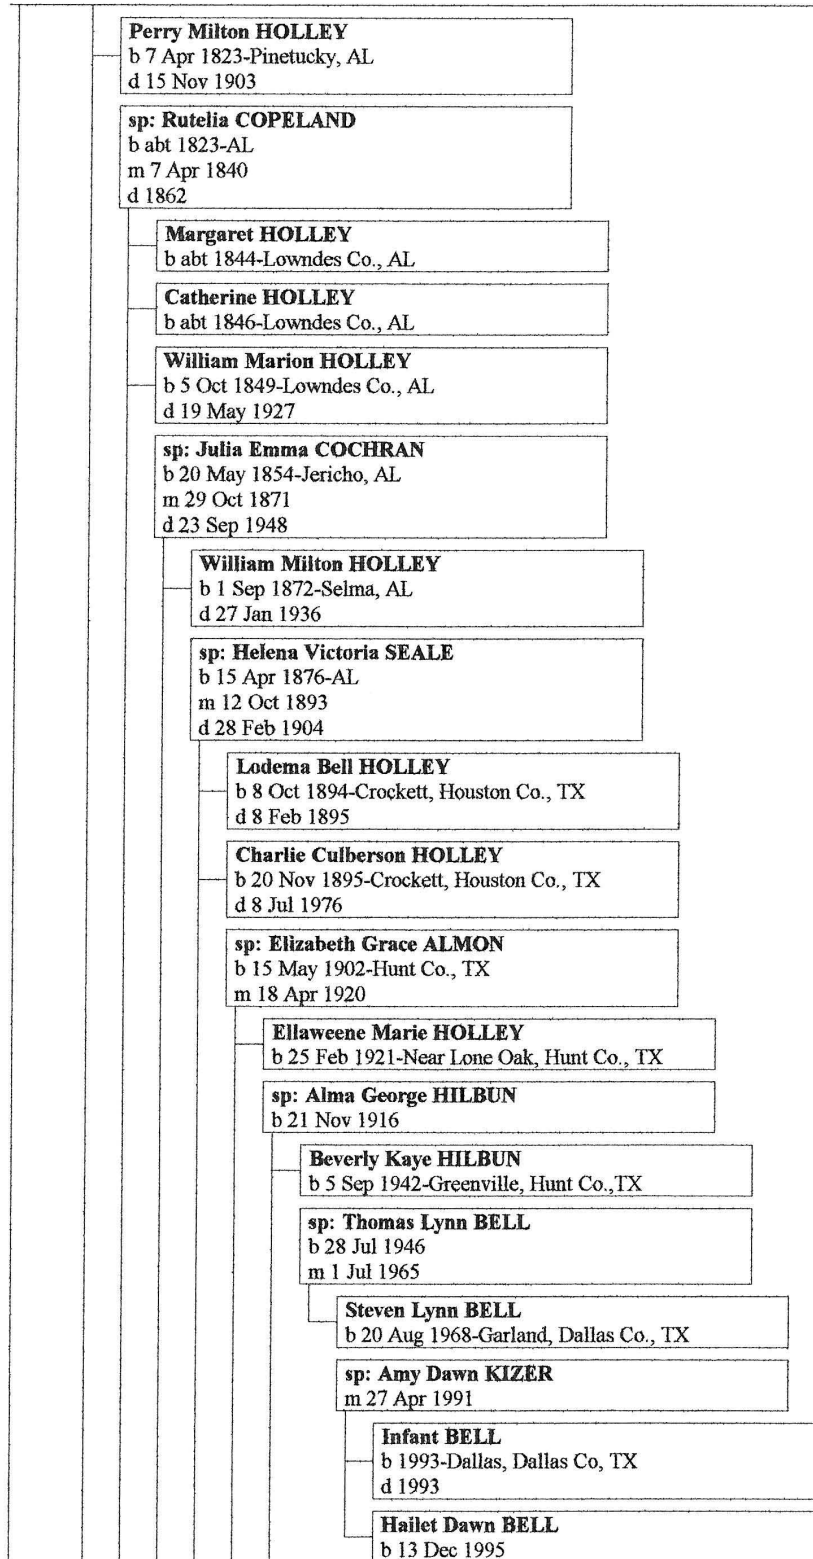 Perry Milton HOLLEY
b 7 Apr 1823-Pinetucky, AL
d 15 Nov 1903
sp: Rutelia COPELAND
b abt 1823-AL
m 7 Apr 1840
d 1862
Margaret HOLLEY
b abt 1844-Lowndes Co., AL
Catherine HOLLEY
b abt 1846-Lowndes Co., AL
William Marion HOLLEY
b 5 Oct 1849-Lowndes Co., AL
d 19 May 1927
sp: Julia Emma COCHRAN
b 20 May 1854-Jericho, AL
m 29 Oct 1871
d 23 Sep 1948
William Milton HOLLEY
b 1 Sep 1872-Selma, AL
d 27 Jan 1936
sp: Helena Victoria SEALE
b 15 Apr 1876-AL
m 12 Oct 1893
d 28 Feb 1904
Lodema Bell HOLLEY
b 8 Oct 1894-Crockett, Houston Co., TX
d 8 Feb 1895
Charlie Culberson HOLLEY
b 20 Nov 1895-Crockett, Houston Co., TX
d 8 Jul 1976
sp: Elizabeth Grace ALMON
b 15 May 1902-Hunt Co., TX
m 18 Apr 1920
Ellaweene Marie HOLLEY
b 25 Feb 1921-Near Lone Oak, Hunt Co., TX
sp: Alma George HILBUN
b 21 Nov 1916
Beverly Kaye HILBUN
b 5 Sep 1942-Greenville, Hunt Co.,TX
sp: Thomas Lynn BELL
b 28 Jul 1946
m 1 Jul 1965
Steven Lynn BELL
b 20 Aug 1968-Garland, Dallas Co., TX
sp: Amy Dawn KIZER
m 27 Apr 1991
Infant BELL
b 1993-Dallas, Dallas Co, TX
d 1993
Hailet Dawn BELL
b 13 Dec 1995